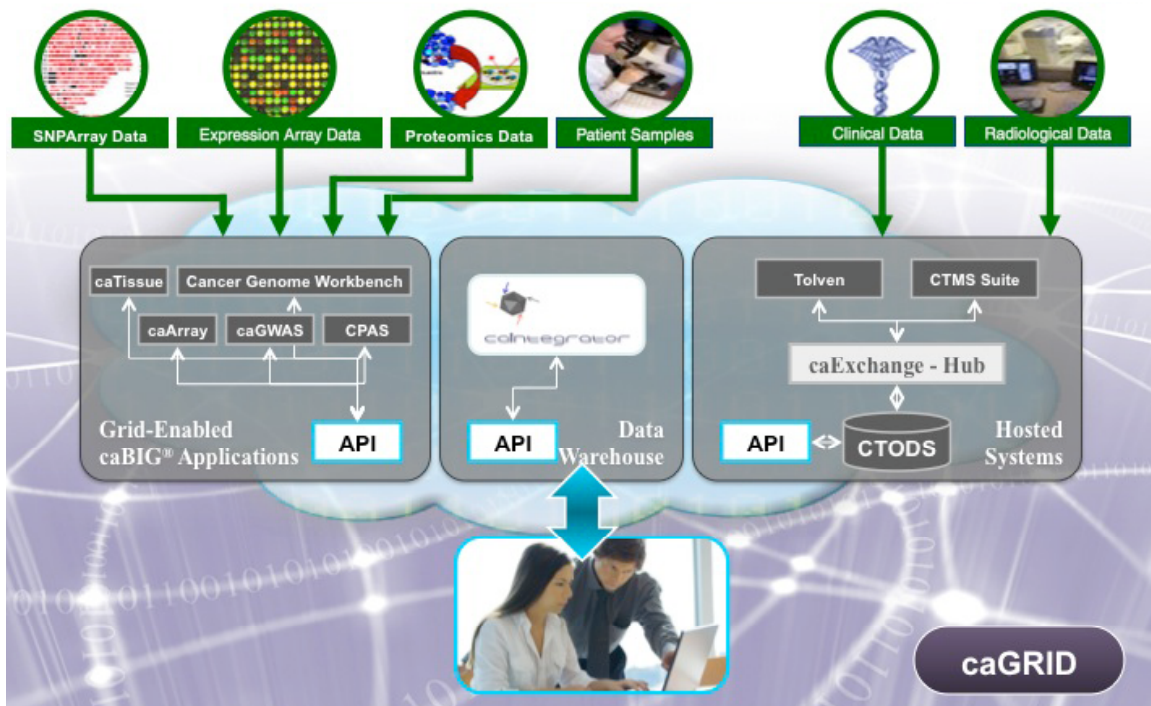 SNPArray Data
Expression Array Data
Proteomics Data
Patient Samples
Clinical Data
Radiological Data
caTissue
Cancer Genome Workbench
caArray
caGWAS
CPAS
Grid-Enabled
caBIG® Applications
API
caIntegrator
API
Data
Warehouse
Tolven
CTMS Suite
caExchange - Hub
API
CTODS
Hosted
Systems
caGRID